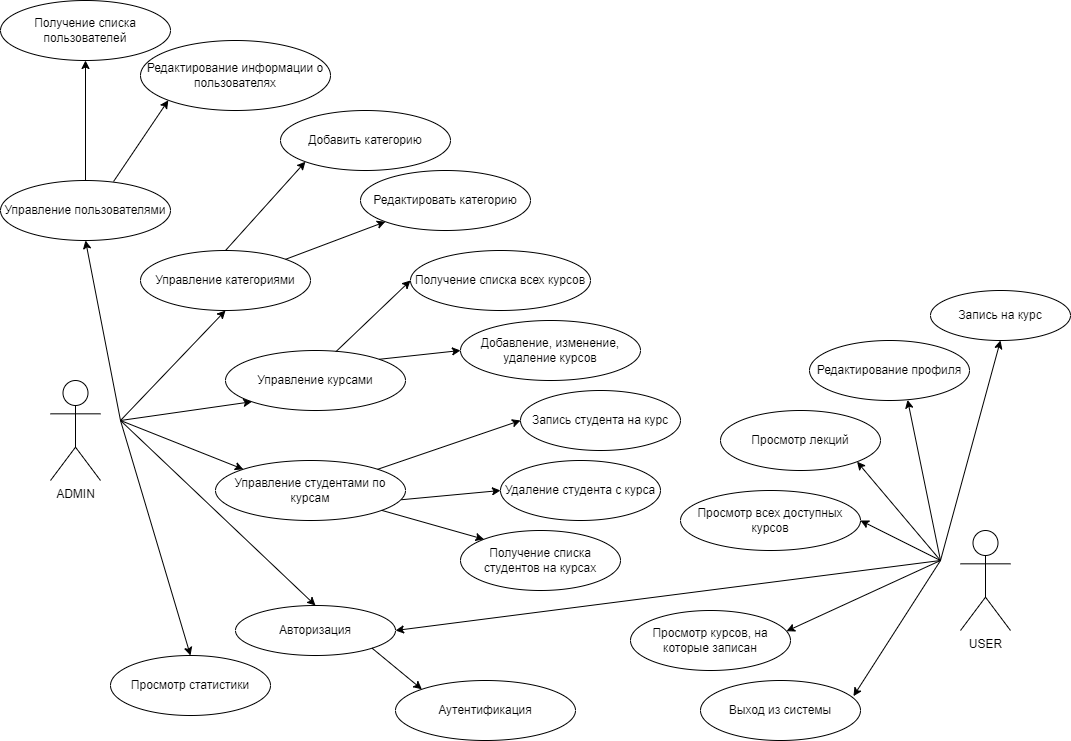 Получение списка
пользователей
Редактирование информации о
пользователях
Добавить категорию
Редактировать категорию
Управление пользователями
Управление категориями
Получение списка всех курсов
Запись на курс
Добавление, изменение,
удаление курсов
Управление курсами
Редактирование профиля
Запись студента на курс
Просмотр лекций
ADMIN
Управление студентами по
курсам
Удаление студента с курса
Просмотр всех доступных
курсов
Получение списка
студентов на курсах
Авторизация
Просмотр курсов, на
которые записан
USER
Просмотр статистики
Аутентификация
Выход из системы